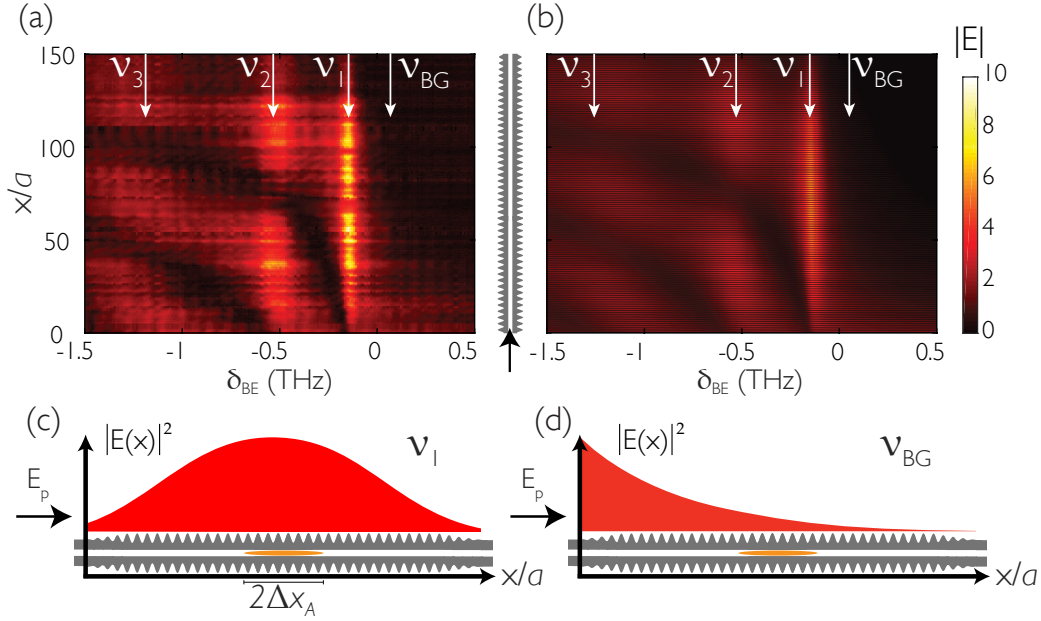 (a)
(b)
|E|
ν3 ν2 ν1 νBG
ν3 ν2 ν1 νBG
150
100
50
0
x/a
-1.5 -1 -0.5 0 0.5
δBE (THz)
-1.5 -1 -0.5 0 0.5
δBE (THz)
10
8
6
4
2
0
(c)
|E(x)|²
ν1
Ep
x/a
2ΔxA
(d)
|E(x)|²
νBG
Ep
x/a